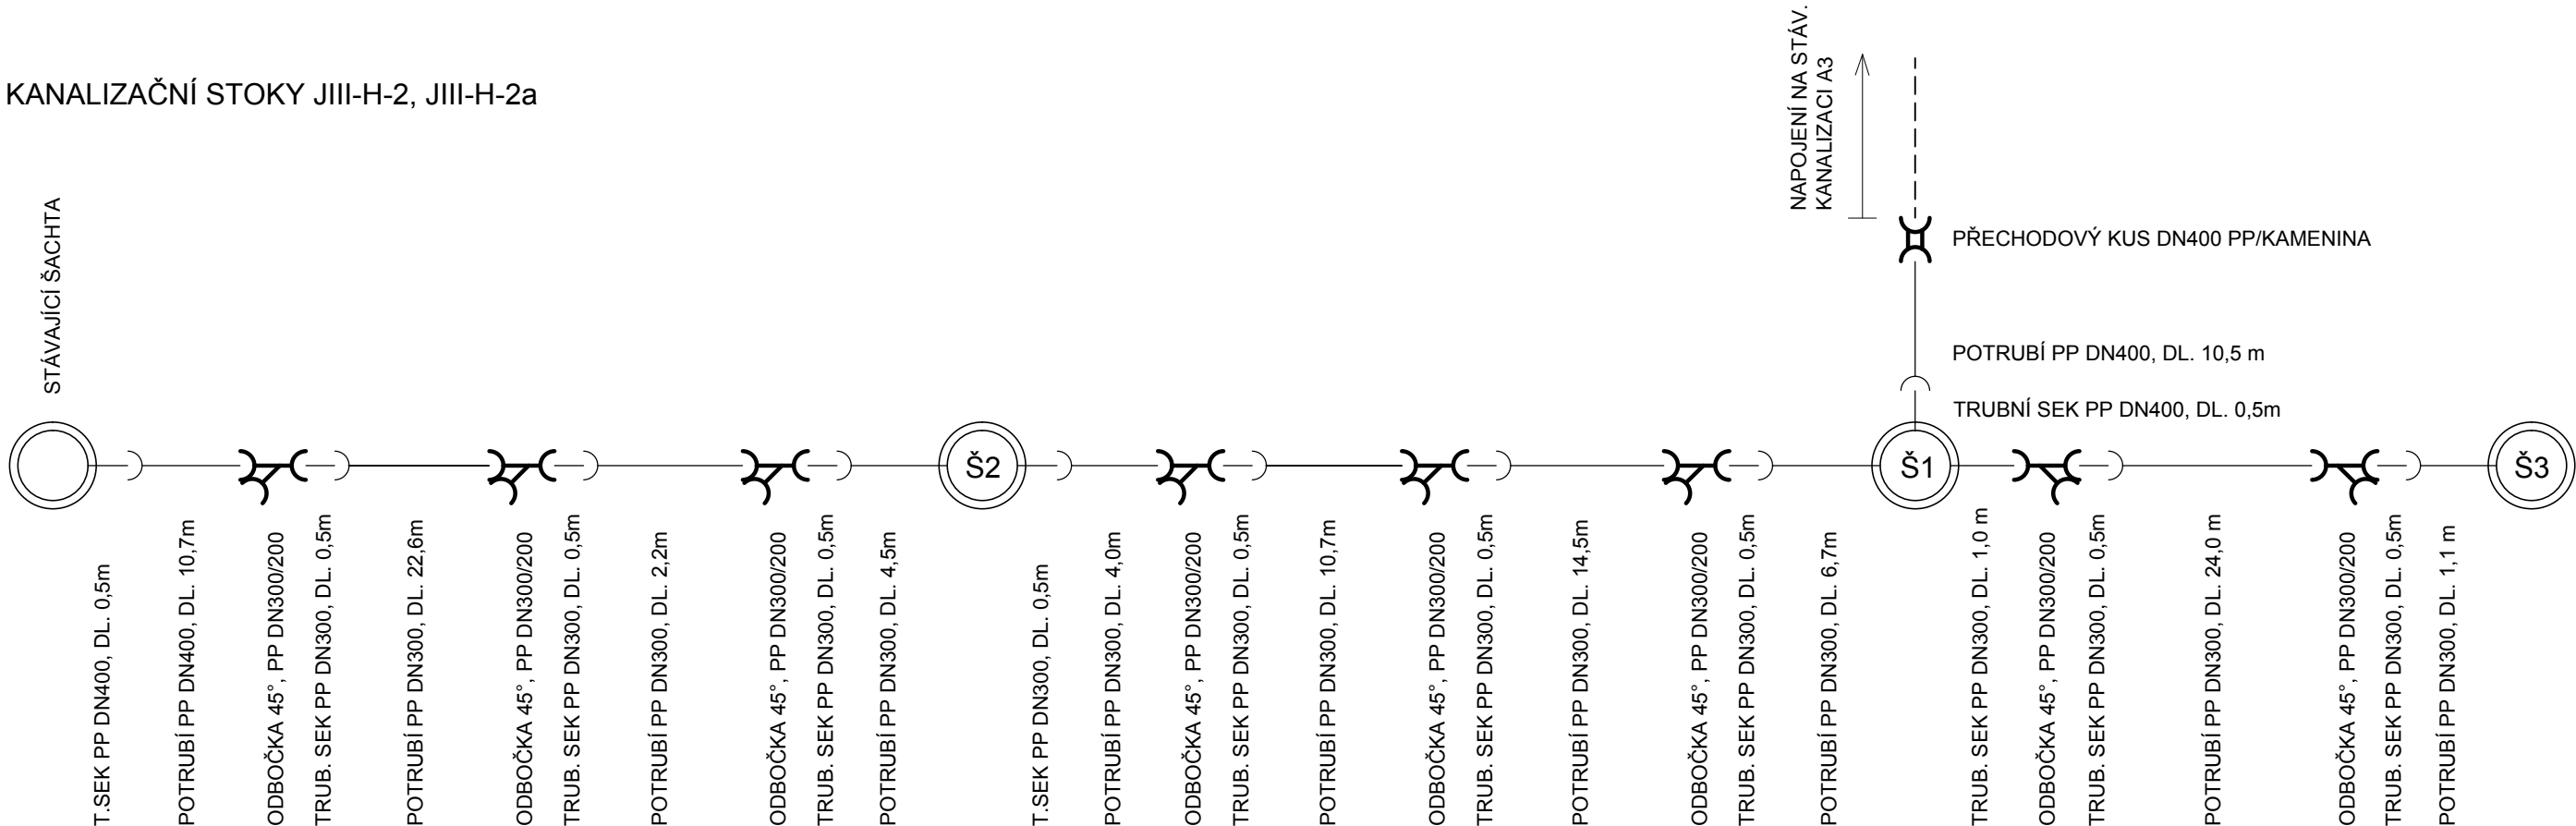 KANALIZAČNÍ STOKY JIII-H-2, JIII-H-2a
NAPOJENÍ NA STÁV.
KANALIZACI A3
STÁVAJÍCÍ ŠACHTA
PŘECHODOVÝ KUS DN400 PP/KAMENINA
POTRUBÍ PP DN400, DL. 10,5 m
TRUBNÍ SEK PP DN400, DL. 0,5m
Š2
Š1
Š3
T.SEK PP DN400, DL. 0,5m
POTRUBÍ PP DN400, DL. 10,7m
ODBOČKA 45°, PP DN300/200
TRUB. SEK PP DN300, DL. 0,5m
POTRUBÍ PP DN300, DL. 22,6m
ODBOČKA 45°, PP DN300/200
TRUB. SEK PP DN300, DL. 0,5m
POTRUBÍ PP DN300, DL. 2,2m
ODBOČKA 45°, PP DN300/200
TRUB. SEK PP DN300, DL. 0,5m
POTRUBÍ PP DN300, DL. 4,5m
T.SEK PP DN300, DL. 0,5m
POTRUBÍ PP DN300, DL. 4,0m
ODBOČKA 45°, PP DN300/200
TRUB. SEK PP DN300, DL. 0,5m
POTRUBÍ PP DN300, DL. 10,7m
ODBOČKA 45°, PP DN300/200
TRUB. SEK PP DN300, DL. 0,5m
POTRUBÍ PP DN300, DL. 14,5m
ODBOČKA 45°, PP DN300/200
TRUB. SEK PP DN300, DL. 0,5m
POTRUBÍ PP DN300, DL. 6,7m
TRUB. SEK PP DN300, DL. 1,0 m
ODBOČKA 45°, PP DN300/200
TRUB. SEK PP DN300, DL. 0,5m
POTRUBÍ PP DN300, DL. 24,0 m
ODBOČKA 45°, PP DN300/200
TRUB. SEK PP DN300, DL. 0,5m
POTRUBÍ PP DN300, DL. 1,1 m